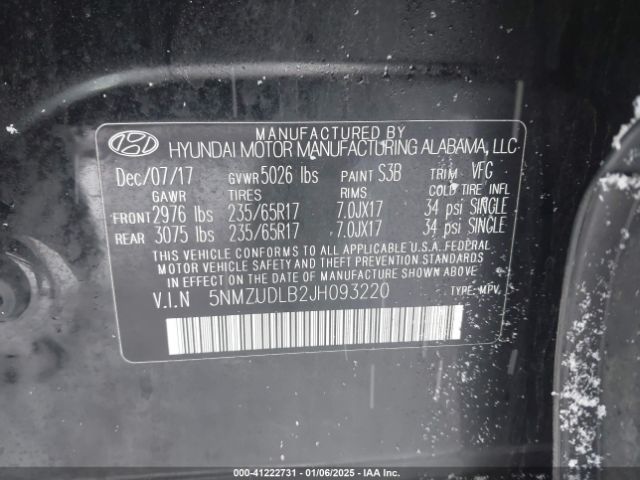 MANUFACTURED BY
HYUNDAI MOTOR MANUFACTURING ALABAMA, LLC
Dec/07/17 GVWR 5026 lbs PAINT S3B TRIM VFG
GAWR TIRES RIMS COLD TIRE INFL
FRONT 2976 lbs 235/65R17 7.0JX17 34 psi SINGLE
REAR 3075 lbs 235/65R17 7.0JX17 34 psi SINGLE
THIS VEHICLE CONFORMS TO ALL APPLICABLE U.S.A. FEDERAL
MOTOR VEHICLE SAFETY AND THEFT PREVENTION STANDARDS
IN EFFECT ON THE DATE OF MANUFACTURE SHOWN ABOVE.
V.I.N 5NMZUDLB2JH093220 TYPE: MPV
000-41222731 - 01/06/2025 - IAA Inc.